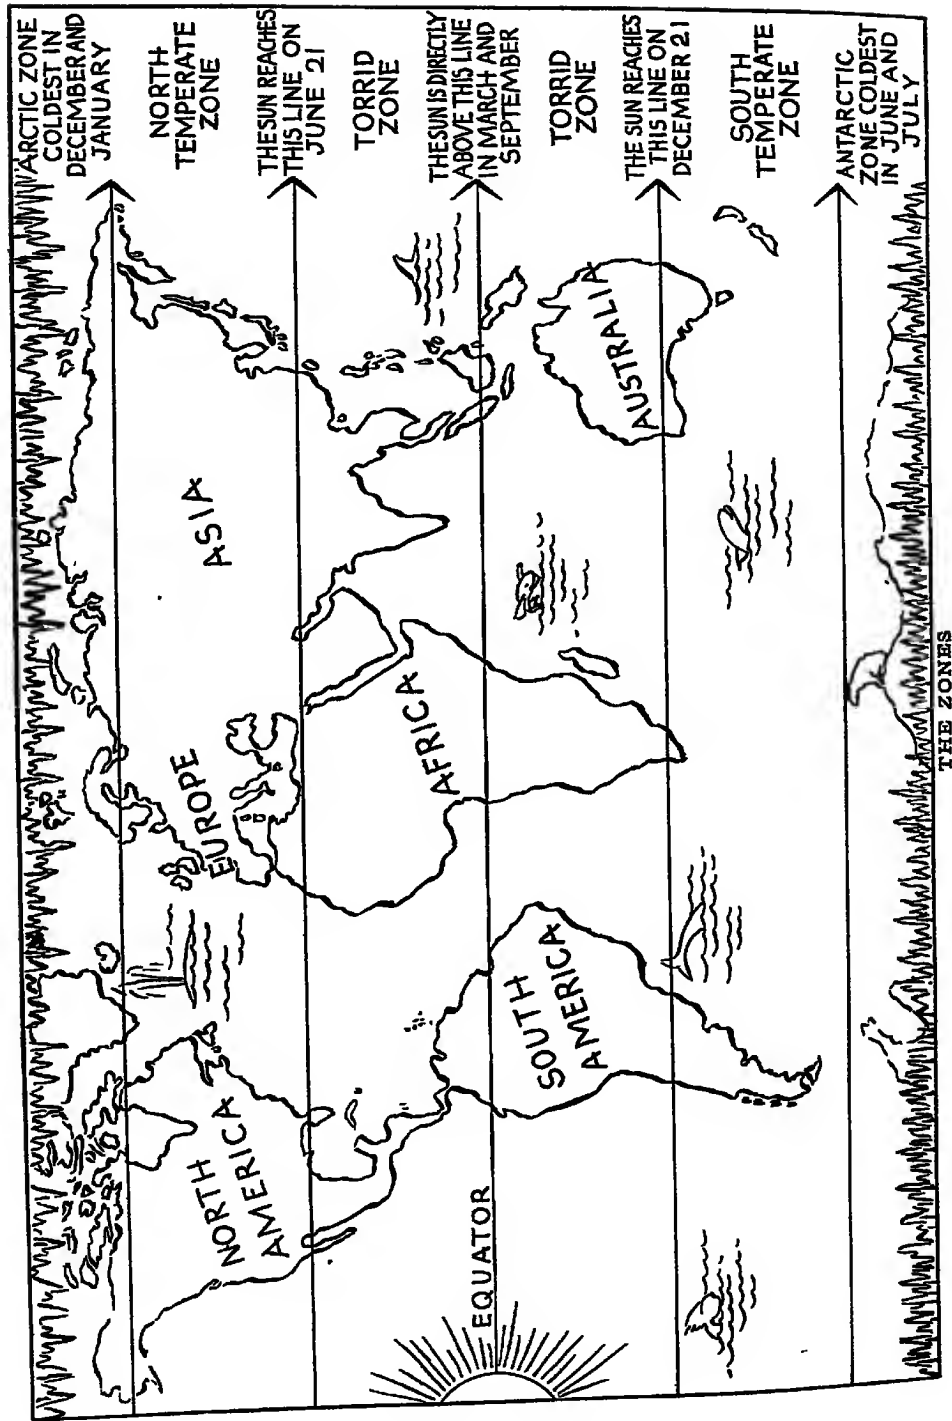 ARCTIC ZONE
COLDEST IN
DECEMBER AND
JANUARY
NORTH
TEMPERATE
ZONE
THE SUN REACHES
THIS LINE ON
JUNE 21
TORRID
ZONE
THE SUN IS DIRECTLY
ABOVE THIS LINE
IN MARCH AND
SEPTEMBER
TORRID
ZONE
THE SUN REACHES
THIS LINE ON
DECEMBER 21
SOUTH
TEMPERATE
ZONE
ANTARCTIC
ZONE COLDEST
IN JUNE AND
JULY
NORTH
AMERICA
EUROPE
ASIA
AFRICA
EQUATOR
SOUTH
AMERICA
AUSTRALIA
THE ZONES